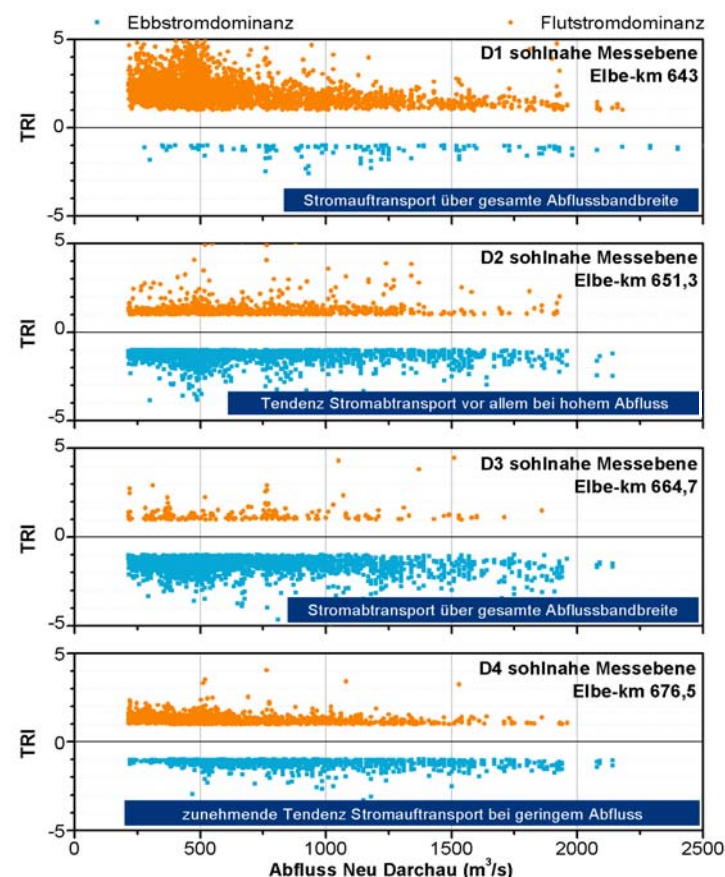 Ebbstromdominanz Flutstromdominanz
5
D1 sohlnahe Messebene
Elbe-km 643
TRI
0
Stromauftransport über gesamte Abflussbandbreite
-5
5
D2 sohlnahe Messebene
Elbe-km 651,3
TRI
0
Tendenz Stromabtransport vor allem bei hohem Abfluss
-5
5
D3 sohlnahe Messebene
Elbe-km 664,7
TRI
0
Stromabtransport über gesamte Abflussbandbreite
-5
5
D4 sohlnahe Messebene
Elbe-km 676,5
TRI
0
zunehmende Tendenz Stromauftransport bei geringem Abfluss
-5
0 500 1000 1500 2000 2500
Abfluss Neu Darchau (m³/s)